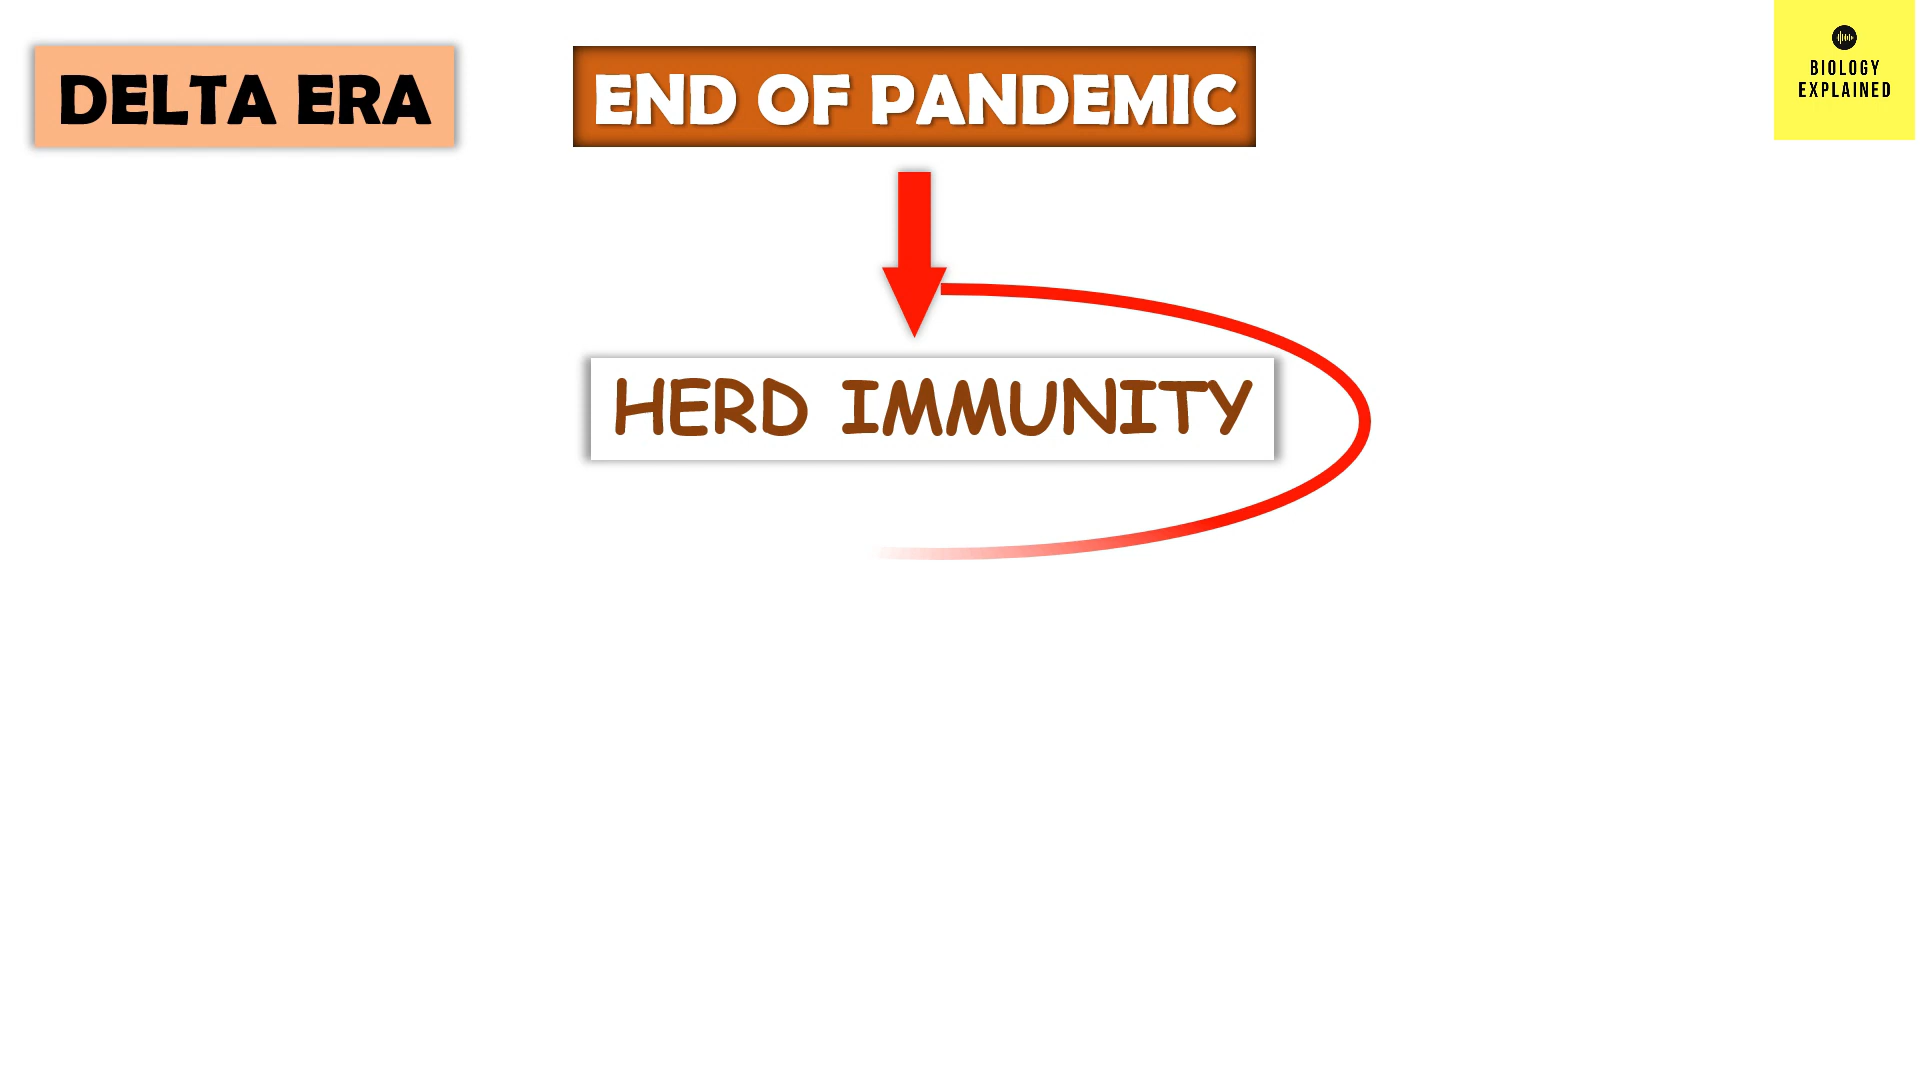 DELTA ERA
END OF PANDEMIC
BIOLOGY
EXPLAINED
HERD IMMUNITY